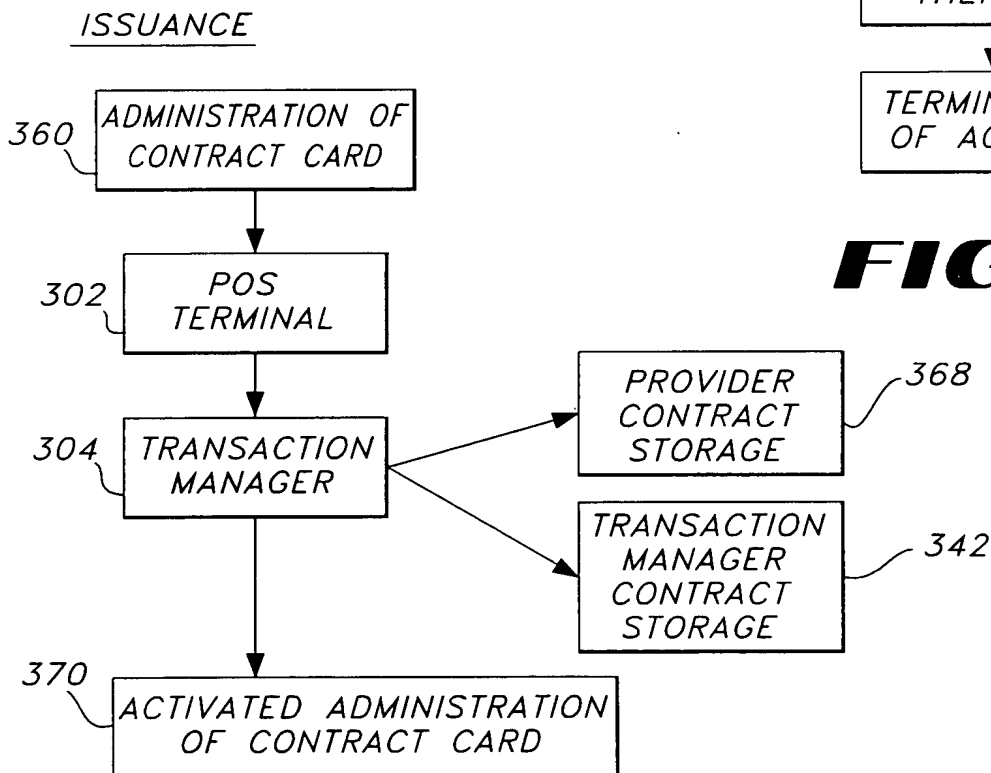 ISSUANCE
360
ADMINISTRATION OF
CONTRACT CARD
302
POS
TERMINAL
304
TRANSACTION
MANAGER
PROVIDER
CONTRACT
STORAGE
368
TRANSACTION
MANAGER
CONTRACT
STORAGE
342
370
ACTIVATED ADMINISTRATION
OF CONTRACT CARD
OF